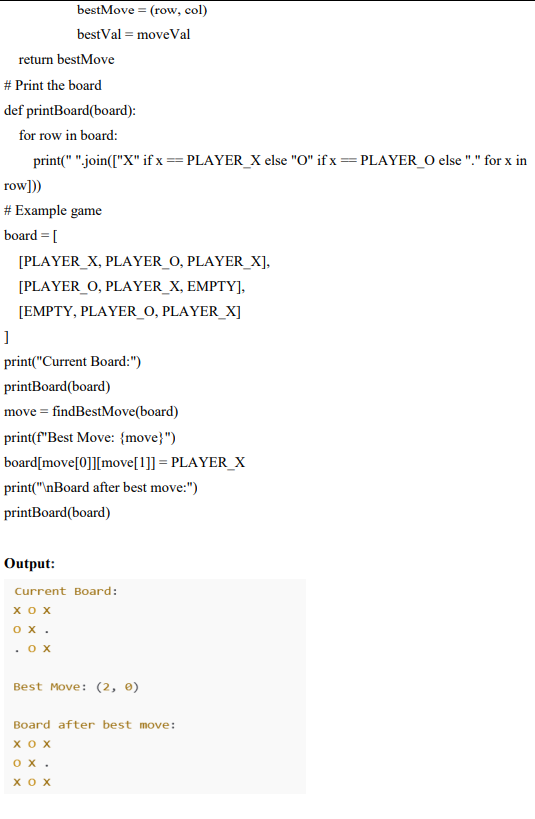 bestMove = (row, col)
bestVal = moveVal
return bestMove
# Print the board
def printBoard(board):
for row in board:
print(" ".join(["X" if x == PLAYER_X else "O" if x == PLAYER_O else "." for x in
row]))
# Example game
board = [
[PLAYER_X, PLAYER_O, PLAYER_X],
[PLAYER_O, PLAYER_X, EMPTY],
[EMPTY, PLAYER_O, PLAYER_X]
]
print("Current Board:")
printBoard(board)
move = findBestMove(board)
print(f"Best Move: {move}")
board[move[0]][move[1]] = PLAYER_X
print("\nBoard after best move:")
printBoard(board)
Output:
Current Board:
X O X
O X .
. O X
Best Move: (2, 0)
Board after best move:
X O X
O X .
X O X